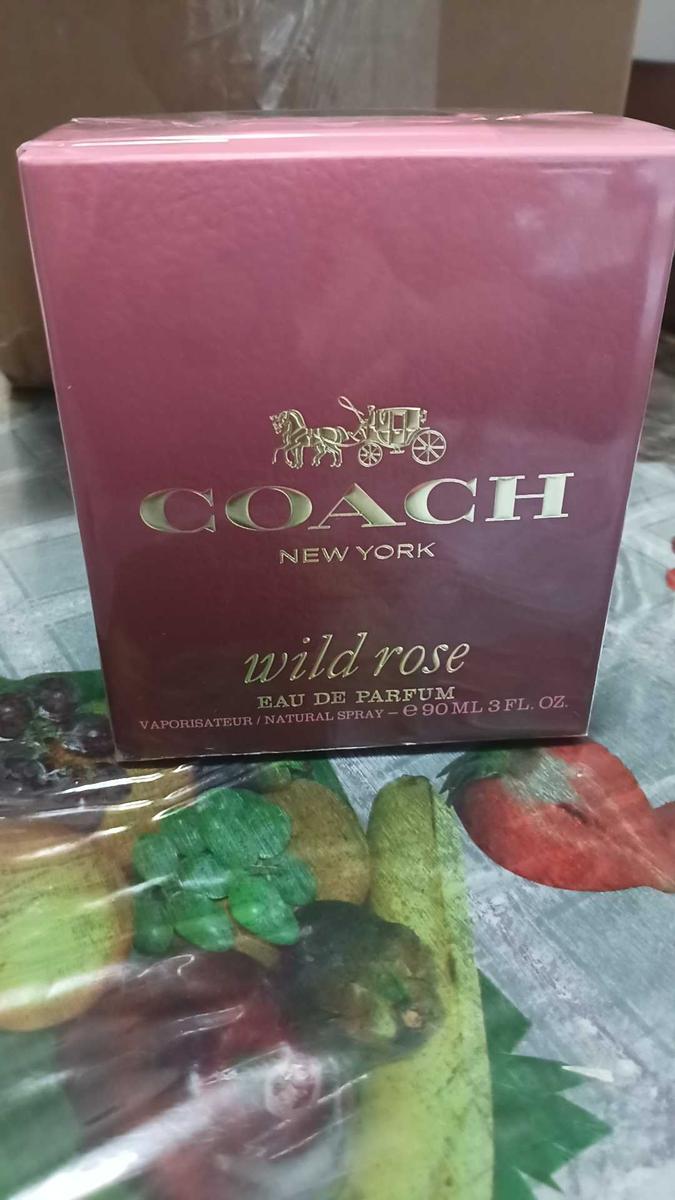 COACH
NEW YORK
wild rose
EAU DE PARFUM
VAPORISATEUR / NATURAL SPRAY – ℮ 90 ML 3 FL. OZ.